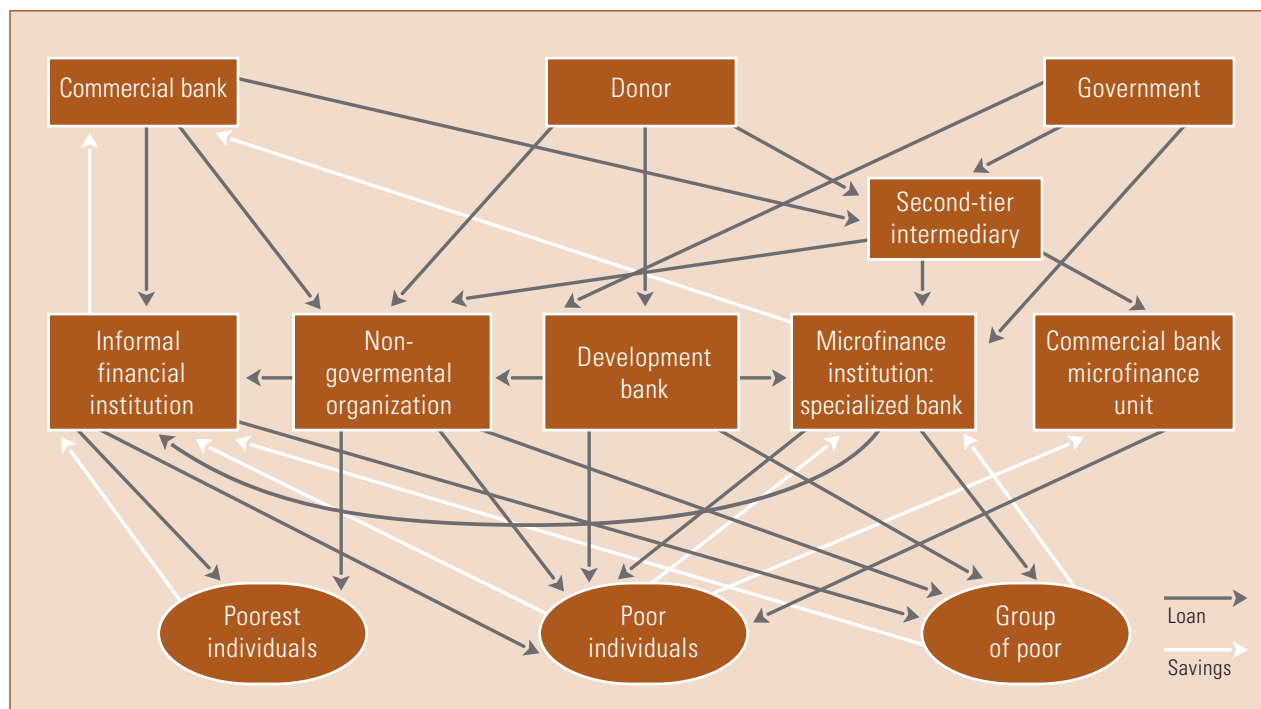 Commercial bank
Donor
Government
Second-tier
intermediary
Informal
financial
institution
Non-
govermental
organization
Development
bank
Microfinance
institution:
specialized bank
Commercial bank
microfinance
unit
Poorest
individuals
Poor
individuals
Group
of poor
Loan
Savings